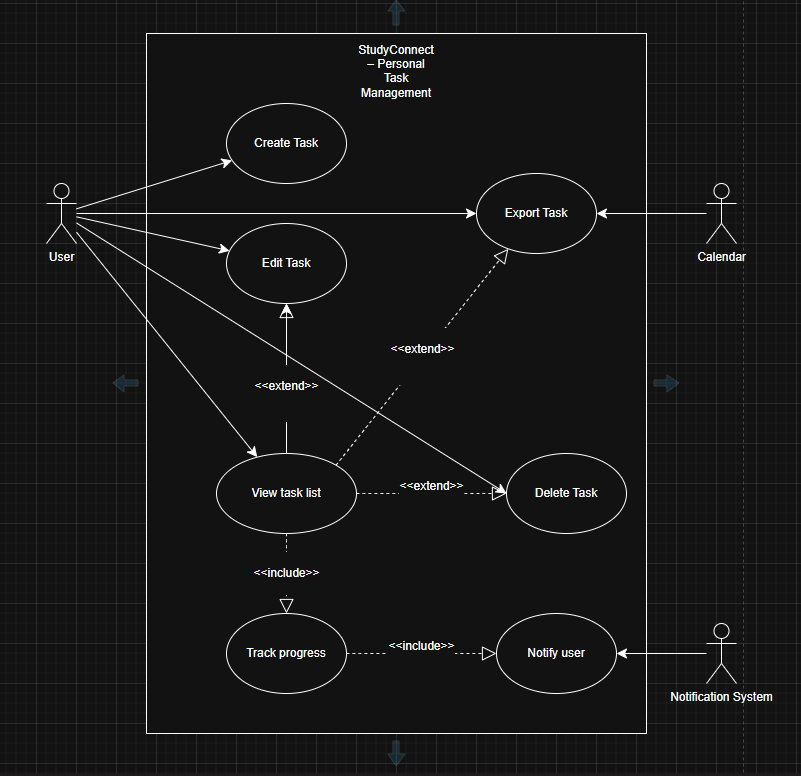 StudyConnect
– Personal
Task
Management
Create Task
Export Task
User
Calendar
Edit Task
<<extend>>
<<extend>>
View task list
<<extend>>
Delete Task
<<include>>
Track progress
<<include>>
Notify user
Notification System